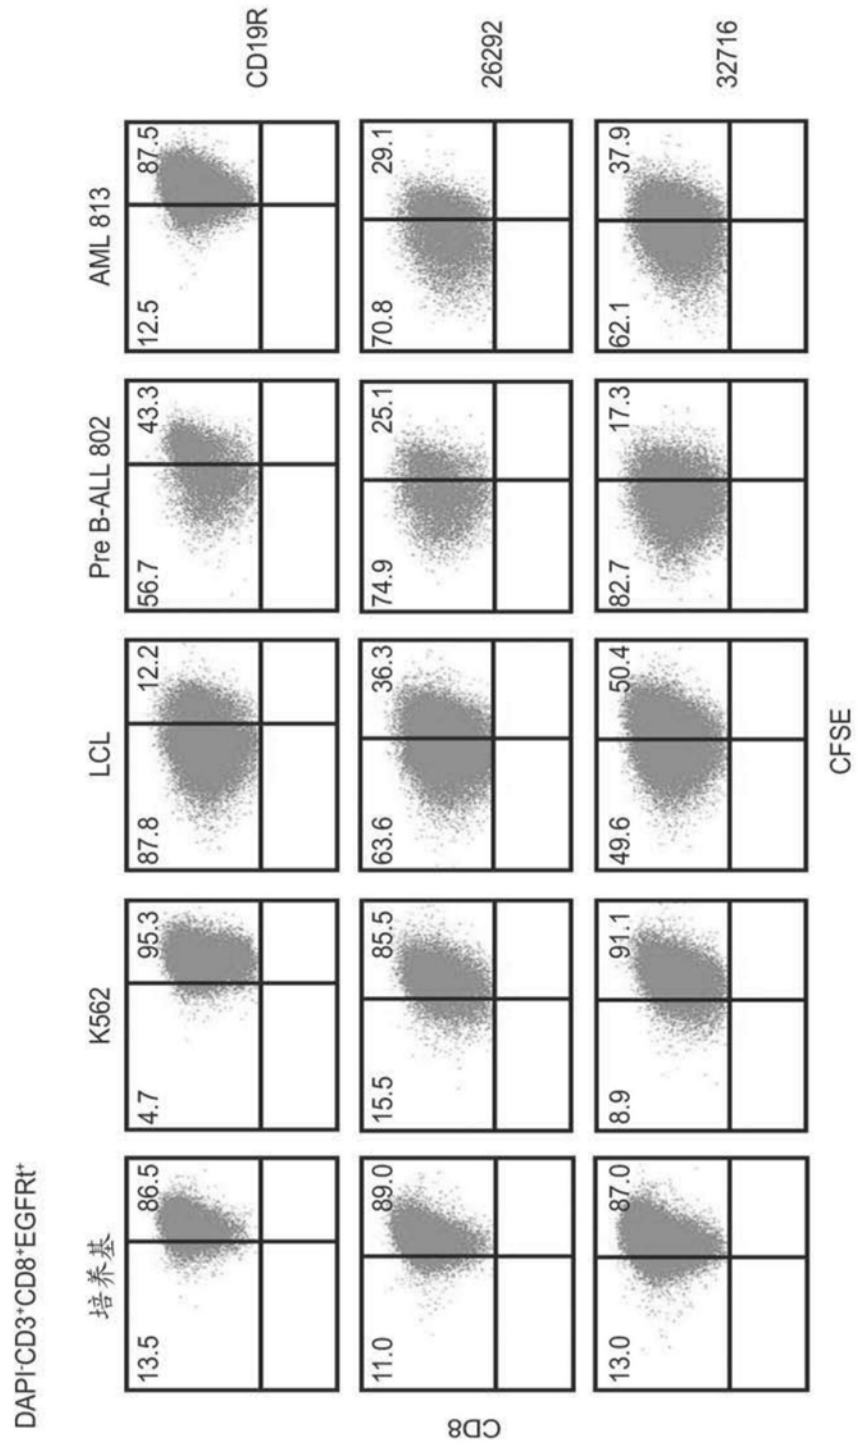 DAPI-CD3+CD8+EGFRt+
培养基 K562 LCL Pre B-ALL 802 AML 813
13.5 86.5 4.7 95.3 87.8 12.2 56.7 43.3 12.5 87.5 CD19R
11.0 89.0 15.5 85.5 63.6 36.3 74.9 25.1 70.8 29.1 26292
13.0 87.0 8.9 91.1 49.6 50.4 82.7 17.3 62.1 37.9 32716
CD8
CFSE